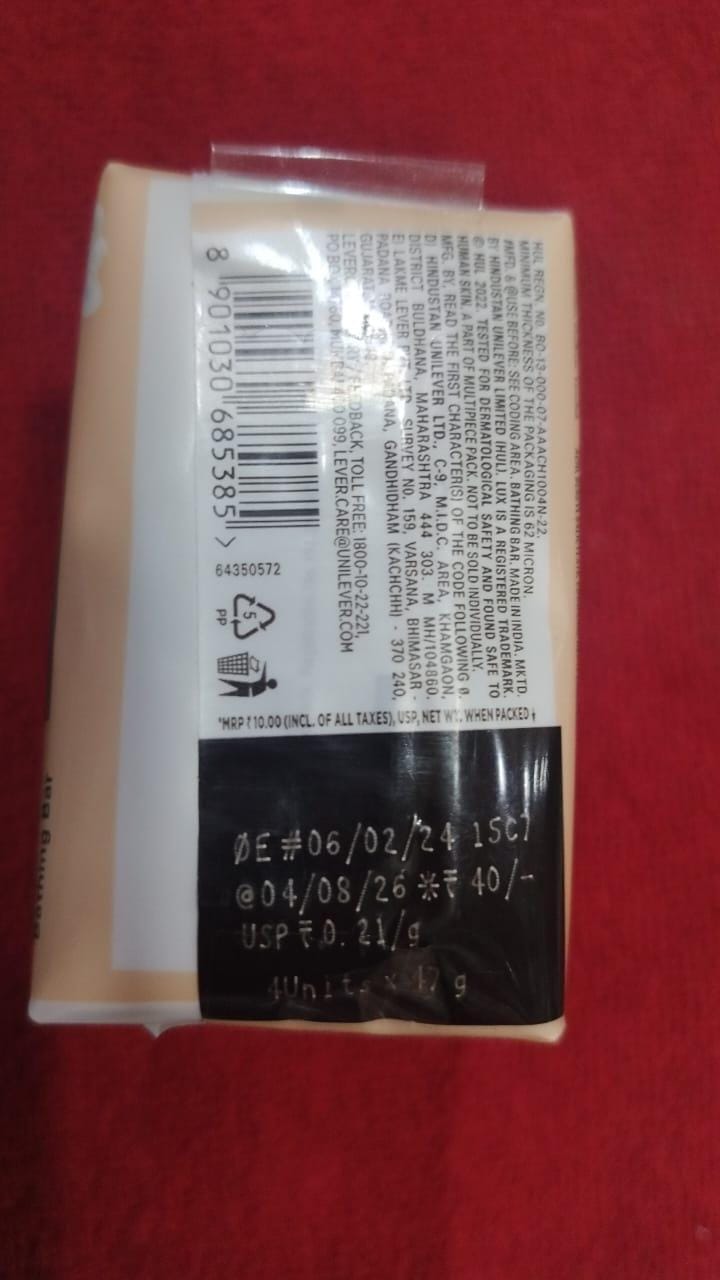 HUL REGN. NO. BO-13-000-07-AAACH1004N-22.
MINIMUM THICKNESS OF THE PACKAGING IS 62 MICRON.
#MFD. & @USE BEFORE: SEE CODING AREA. BATHING BAR. MADE IN INDIA. MKTD.
BY HINDUSTAN UNILEVER LIMITED (HUL). LUX IS A REGISTERED TRADEMARK.
© HUL 2022. TESTED FOR DERMATOLOGICAL SAFETY AND FOUND SAFE TO
HUMAN SKIN. A PART OF MULTIPIECE PACK. NOT TO BE SOLD INDIVIDUALLY.
MFG. BY, READ THE FIRST CHARACTER(S) OF THE CODE FOLLOWING Ø.
D) HINDUSTAN UNILEVER LTD., C-9, M.I.D.C. AREA, KHAMGAON,
DISTRICT BULDHANA, MAHARASHTRA 444 303. M MH/104860.
E) LAKME LEVER LTD SURVEY NO. 159, VARSANA, BHIMASAR -
PADANA GANDHIDHAM (KACHCHH) - 370 240,
GUJARAT
TOLL FREE: 1800-10-22-221,
099, LEVER.CARE@UNILEVER.COM
8 901030 685385 >
64350572
5
PP
*MRP ₹ 10.00 (INCL. OF ALL TAXES), USP, NET WT. WHEN PACKED
ØE #06/02/24 15C
@04/08/26 *₹ 40/-
USP ₹ 0.21/g
4Units x 47 g